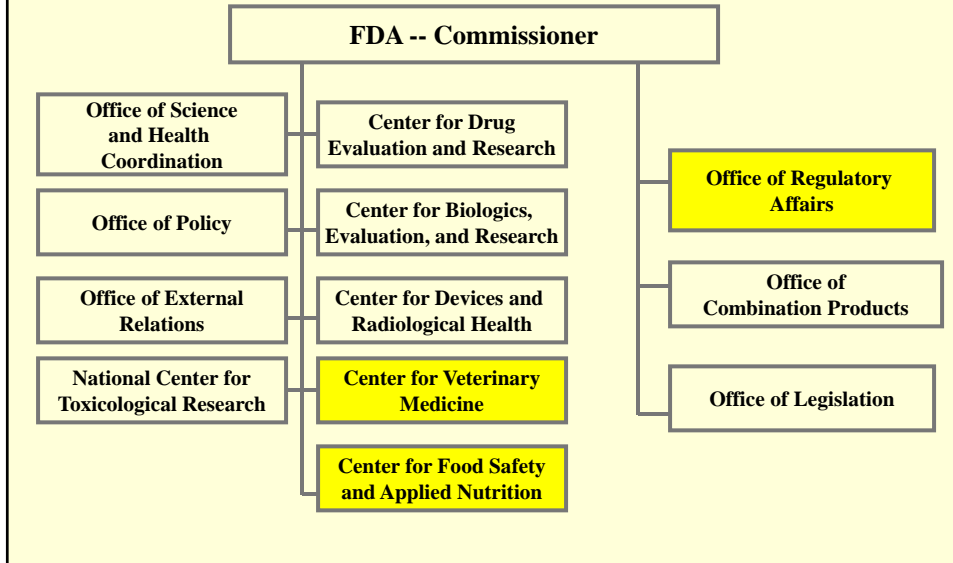 FDA -- Commissioner
Office of Science
and Health
Coordination
Center for Drug
Evaluation and Research
Office of Regulatory
Affairs
Office of Policy
Center for Biologics,
Evaluation, and Research
Office of External
Relations
Center for Devices and
Radiological Health
Office of
Combination Products
National Center for
Toxicological Research
Center for Veterinary
Medicine
Office of Legislation
Center for Food Safety
and Applied Nutrition